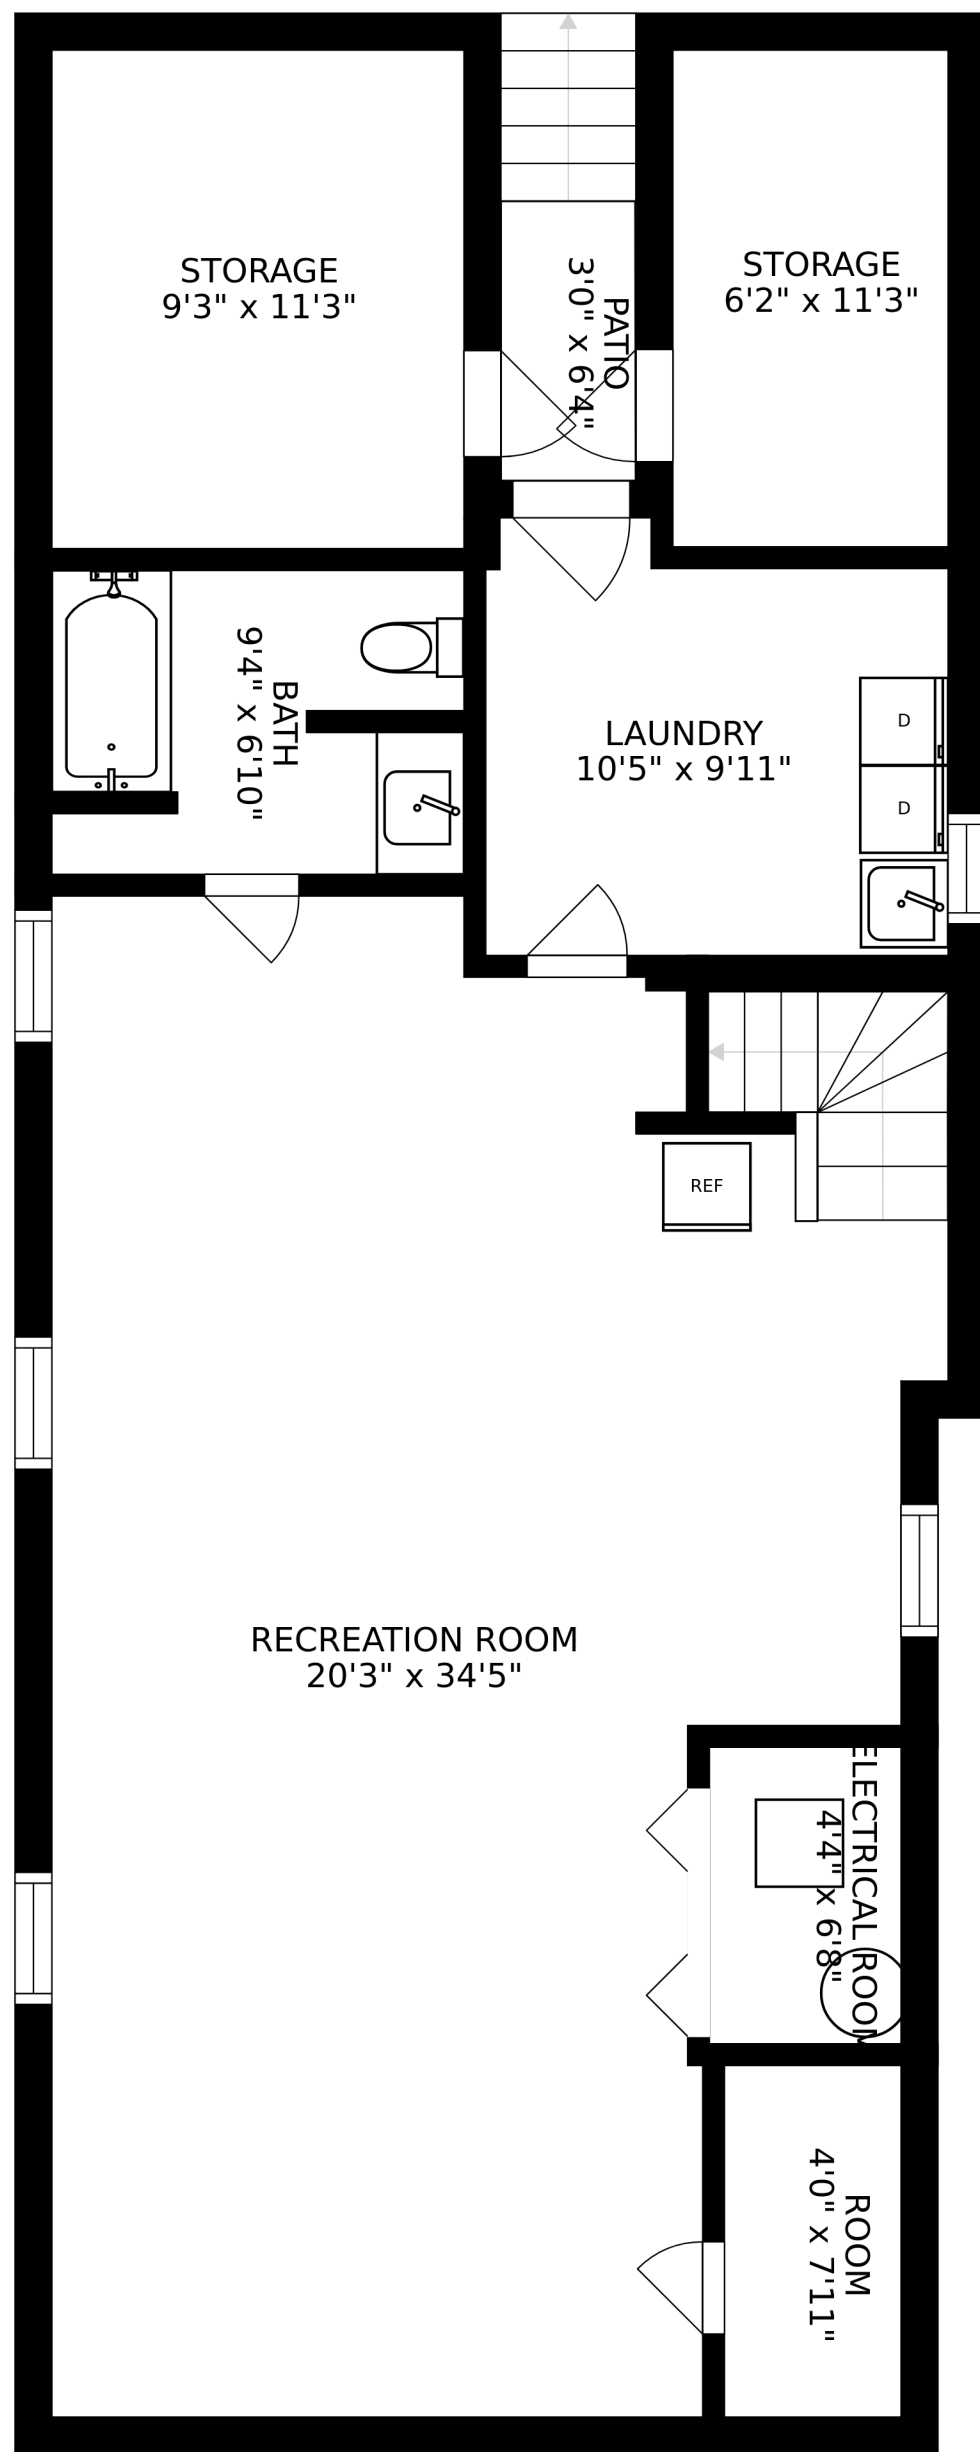 STORAGE
9'3" x 11'3"
PATIO
3'0" x 6'4"
STORAGE
6'2" x 11'3"
BATH
9'4" x 6'10"
LAUNDRY
10'5" x 9'11"
D
D
REF
RECREATION ROOM
20'3" x 34'5"
ELECTRICAL ROOM
4'4" x 6'8"
ROOM
4'0" x 7'11"